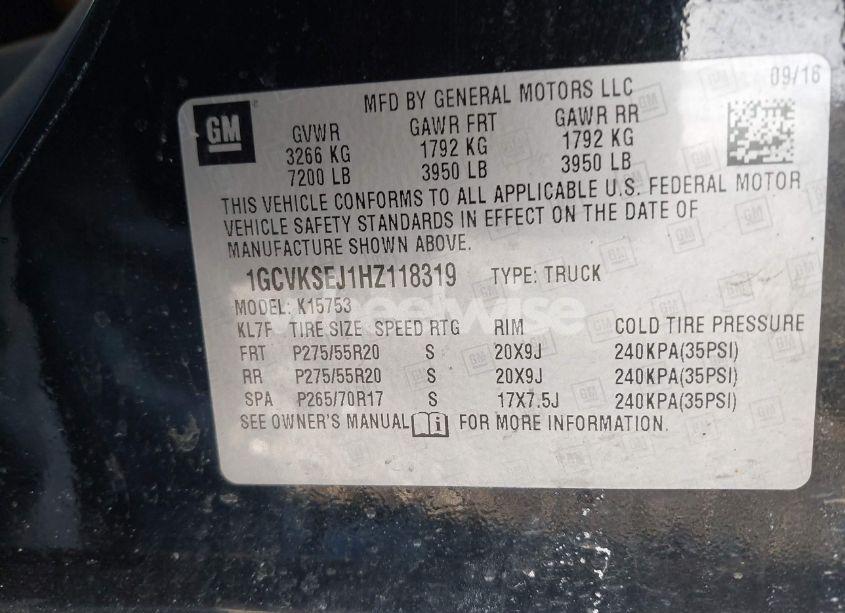 MFD BY GENERAL MOTORS LLC 09/16
GM
GVWR GAWR FRT GAWR RR
3266 KG 1792 KG 1792 KG
7200 LB 3950 LB 3950 LB
THIS VEHICLE CONFORMS TO ALL APPLICABLE U.S. FEDERAL MOTOR
VEHICLE SAFETY STANDARDS IN EFFECT ON THE DATE OF
MANUFACTURE SHOWN ABOVE.
1GCVKSEJ1HZ118319 TYPE: TRUCK
MODEL: K15753
KL7F TIRE SIZE SPEED RTG RIM COLD TIRE PRESSURE
FRT P275/55R20 S 20X9J 240KPA(35PSI)
RR P275/55R20 S 20X9J 240KPA(35PSI)
SPA P265/70R17 S 17X7.5J 240KPA(35PSI)
SEE OWNER'S MANUAL FOR MORE INFORMATION.